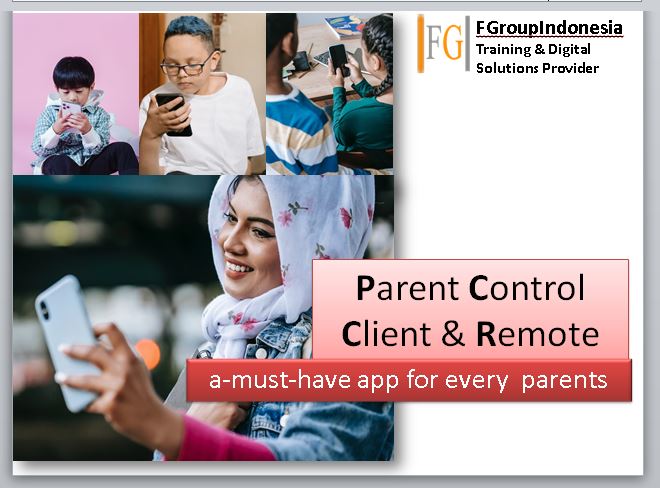 FG
FGroupIndonesia
Training & Digital
Solutions Provider
Parent Control
Client & Remote
a-must-have app for every  parents